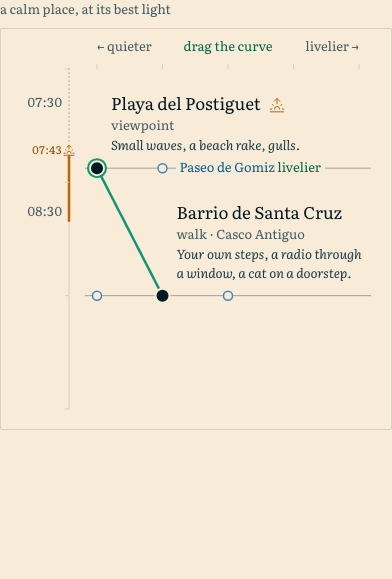 a calm place, at its best light
← quieter drag the curve livelier →
07:30
Playa del Postiguet
viewpoint
07:43
Small waves, a beach rake, gulls.
Paseo de Gomiz livelier
08:30
Barrio de Santa Cruz
walk · Casco Antiguo
Your own steps, a radio through
a window, a cat on a doorstep.